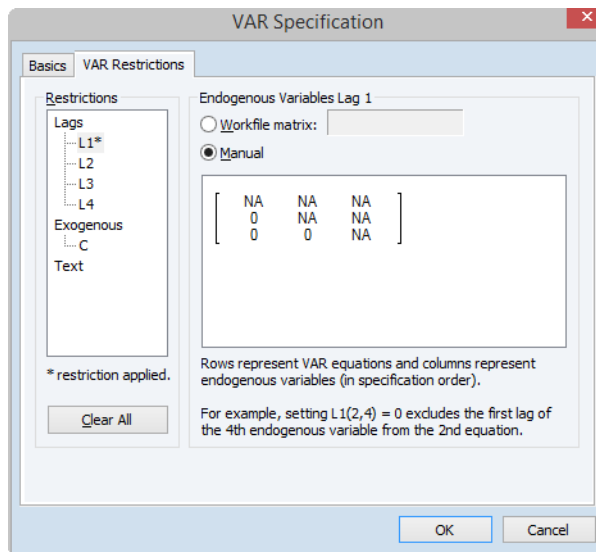 VAR Specification
Basics
VAR Restrictions
Restrictions
Lags
L1*
L2
L3
L4
Exogenous
C
Text
* restriction applied.
Clear All
Endogenous Variables Lag 1
Workfile matrix:
Manual
NA NA NA
0 NA NA
0 0 NA
Rows represent VAR equations and columns represent
endogenous variables (in specification order).
For example, setting L1(2,4) = 0 excludes the first lag of
the 4th endogenous variable from the 2nd equation.
OK
Cancel